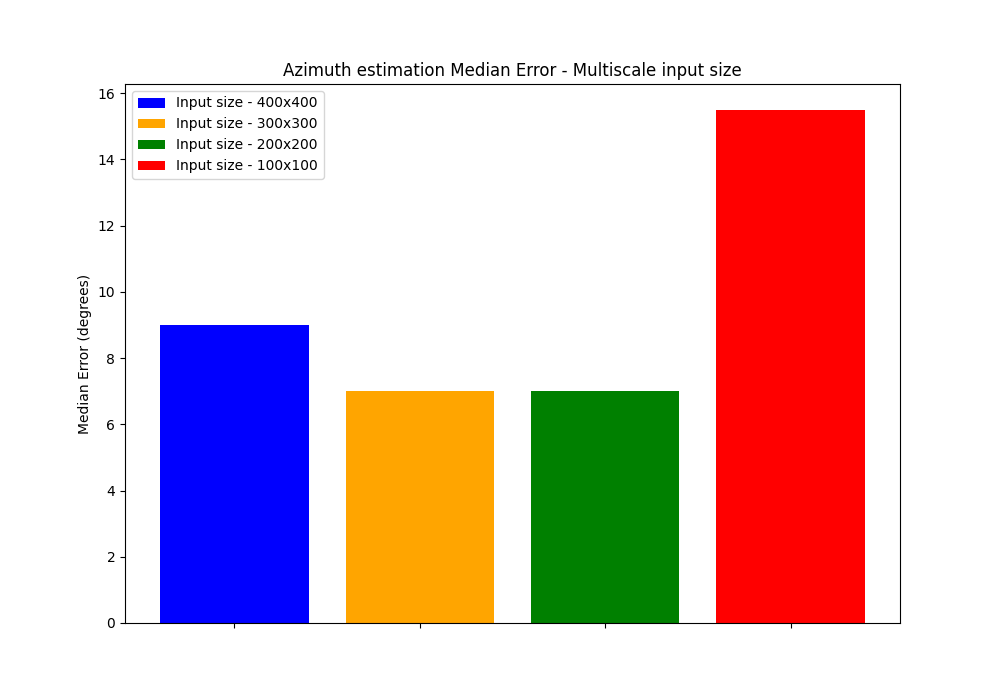 Azimuth estimation Median Error - Multiscale input size
Input size - 400x400
Input size - 300x300
Input size - 200x200
Input size - 100x100
Median Error (degrees)
16
14
12
10
8
6
4
2
0